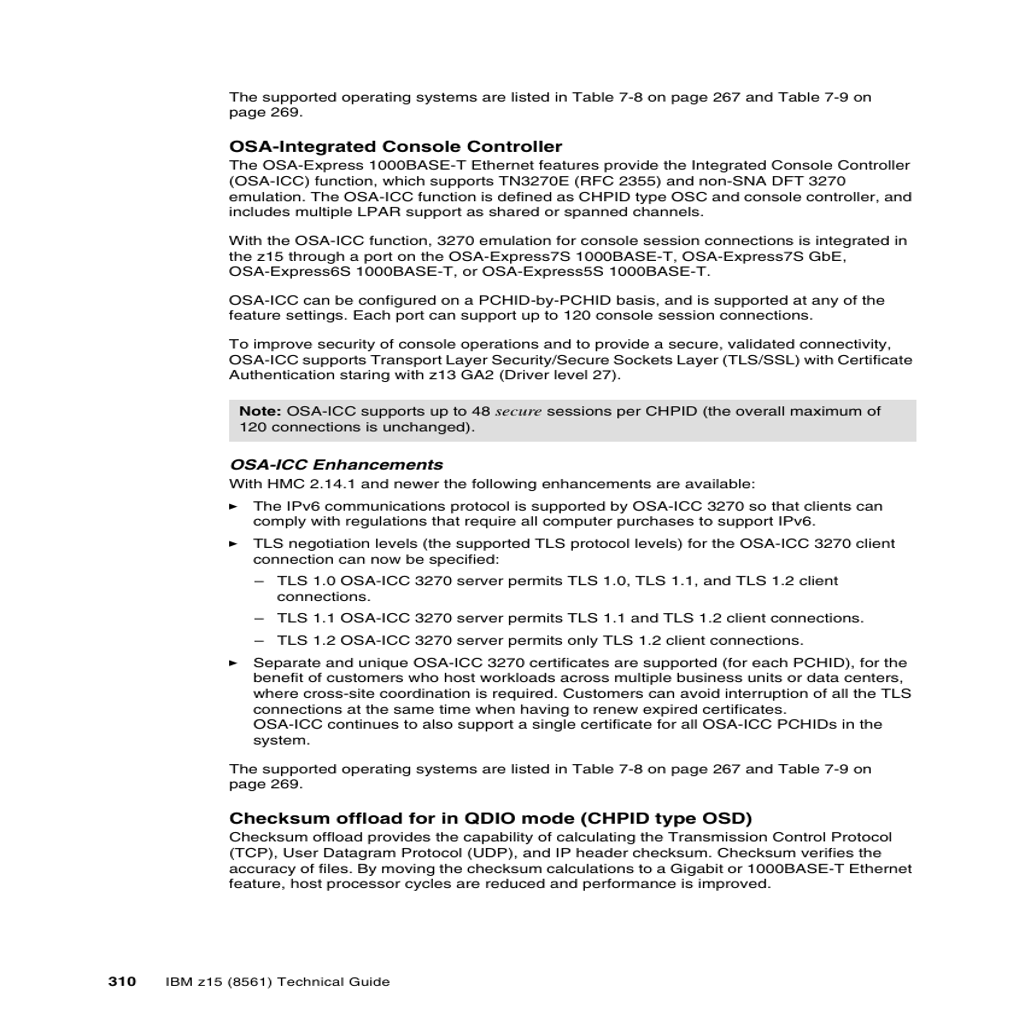 The supported operating systems are listed in Table 7-8 on page 267 and Table 7-9 on
page 269.
OSA-Integrated Console Controller
The OSA-Express 1000BASE-T Ethernet features provide the Integrated Console Controller
(OSA-ICC) function, which supports TN3270E (RFC 2355) and non-SNA DFT 3270
emulation. The OSA-ICC function is defined as CHPID type OSC and console controller, and
includes multiple LPAR support as shared or spanned channels.
With the OSA-ICC function, 3270 emulation for console session connections is integrated in
the z15 through a port on the OSA-Express7S 1000BASE-T, OSA-Express7S GbE,
OSA-Express6S 1000BASE-T, or OSA-Express5S 1000BASE-T.
OSA-ICC can be configured on a PCHID-by-PCHID basis, and is supported at any of the
feature settings. Each port can support up to 120 console session connections.
To improve security of console operations and to provide a secure, validated connectivity,
OSA-ICC supports Transport Layer Security/Secure Sockets Layer (TLS/SSL) with Certificate
Authentication staring with z13 GA2 (Driver level 27).
Note: OSA-ICC supports up to 48 secure sessions per CHPID (the overall maximum of
120 connections is unchanged).
OSA-ICC Enhancements
With HMC 2.14.1 and newer the following enhancements are available:
► The IPv6 communications protocol is supported by OSA-ICC 3270 so that clients can
comply with regulations that require all computer purchases to support IPv6.
► TLS negotiation levels (the supported TLS protocol levels) for the OSA-ICC 3270 client
connection can now be specified:
– TLS 1.0 OSA-ICC 3270 server permits TLS 1.0, TLS 1.1, and TLS 1.2 client
connections.
– TLS 1.1 OSA-ICC 3270 server permits TLS 1.1 and TLS 1.2 client connections.
– TLS 1.2 OSA-ICC 3270 server permits only TLS 1.2 client connections.
► Separate and unique OSA-ICC 3270 certificates are supported (for each PCHID), for the
benefit of customers who host workloads across multiple business units or data centers,
where cross-site coordination is required. Customers can avoid interruption of all the TLS
connections at the same time when having to renew expired certificates.
OSA-ICC continues to also support a single certificate for all OSA-ICC PCHIDs in the
system.
The supported operating systems are listed in Table 7-8 on page 267 and Table 7-9 on
page 269.
Checksum offload for in QDIO mode (CHPID type OSD)
Checksum offload provides the capability of calculating the Transmission Control Protocol
(TCP), User Datagram Protocol (UDP), and IP header checksum. Checksum verifies the
accuracy of files. By moving the checksum calculations to a Gigabit or 1000BASE-T Ethernet
feature, host processor cycles are reduced and performance is improved.
310 IBM z15 (8561) Technical Guide